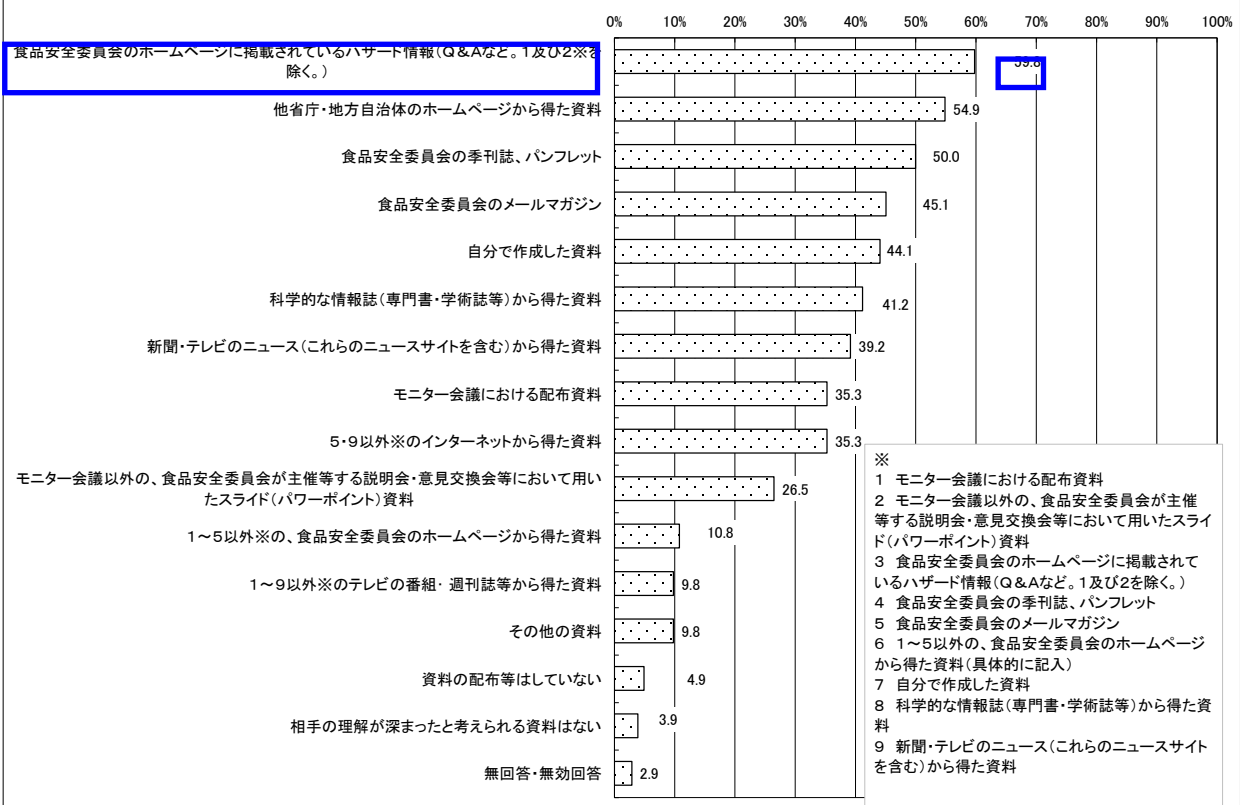 0% 10% 20% 30% 40% 50% 60% 70% 80% 90% 100%
食品安全委員会のホームページに掲載されているハザード情報(Q&Aなど。1及び2※を
除く。)
59.8
他省庁・地方自治体のホームページから得た資料
54.9
食品安全委員会の季刊誌、パンフレット
50.0
食品安全委員会のメールマガジン
45.1
自分で作成した資料
44.1
科学的な情報誌(専門書・学術誌等)から得た資料
41.2
新聞・テレビのニュース(これらのニュースサイトを含む)から得た資料
39.2
モニター会議における配布資料
35.3
5・9以外※のインターネットから得た資料
35.3
モニター会議以外の、食品安全委員会が主催等する説明会・意見交換会等において用い
たスライド(パワーポイント)資料
26.5
1~5以外※の、食品安全委員会のホームページから得た資料
10.8
1~9以外※のテレビの番組・ 週刊誌等から得た資料
9.8
その他の資料
9.8
資料の配布等はしていない
4.9
相手の理解が深まったと考えられる資料はない
3.9
無回答・無効回答
2.9
※
1 モニター会議における配布資料
2 モニター会議以外の、食品安全委員会が主催
等する説明会・意見交換会等において用いたスライ
ド(パワーポイント)資料
3 食品安全委員会のホームページに掲載されて
いるハザード情報(Q&Aなど。1及び2を除く。)
4 食品安全委員会の季刊誌、パンフレット
5 食品安全委員会のメールマガジン
6 1~5以外の、食品安全委員会のホームページ
から得た資料(具体的に記入)
7 自分で作成した資料
8 科学的な情報誌(専門書・学術誌等)から得た資
料
9 新聞・テレビのニュース(これらのニュースサイト
を含む)から得た資料